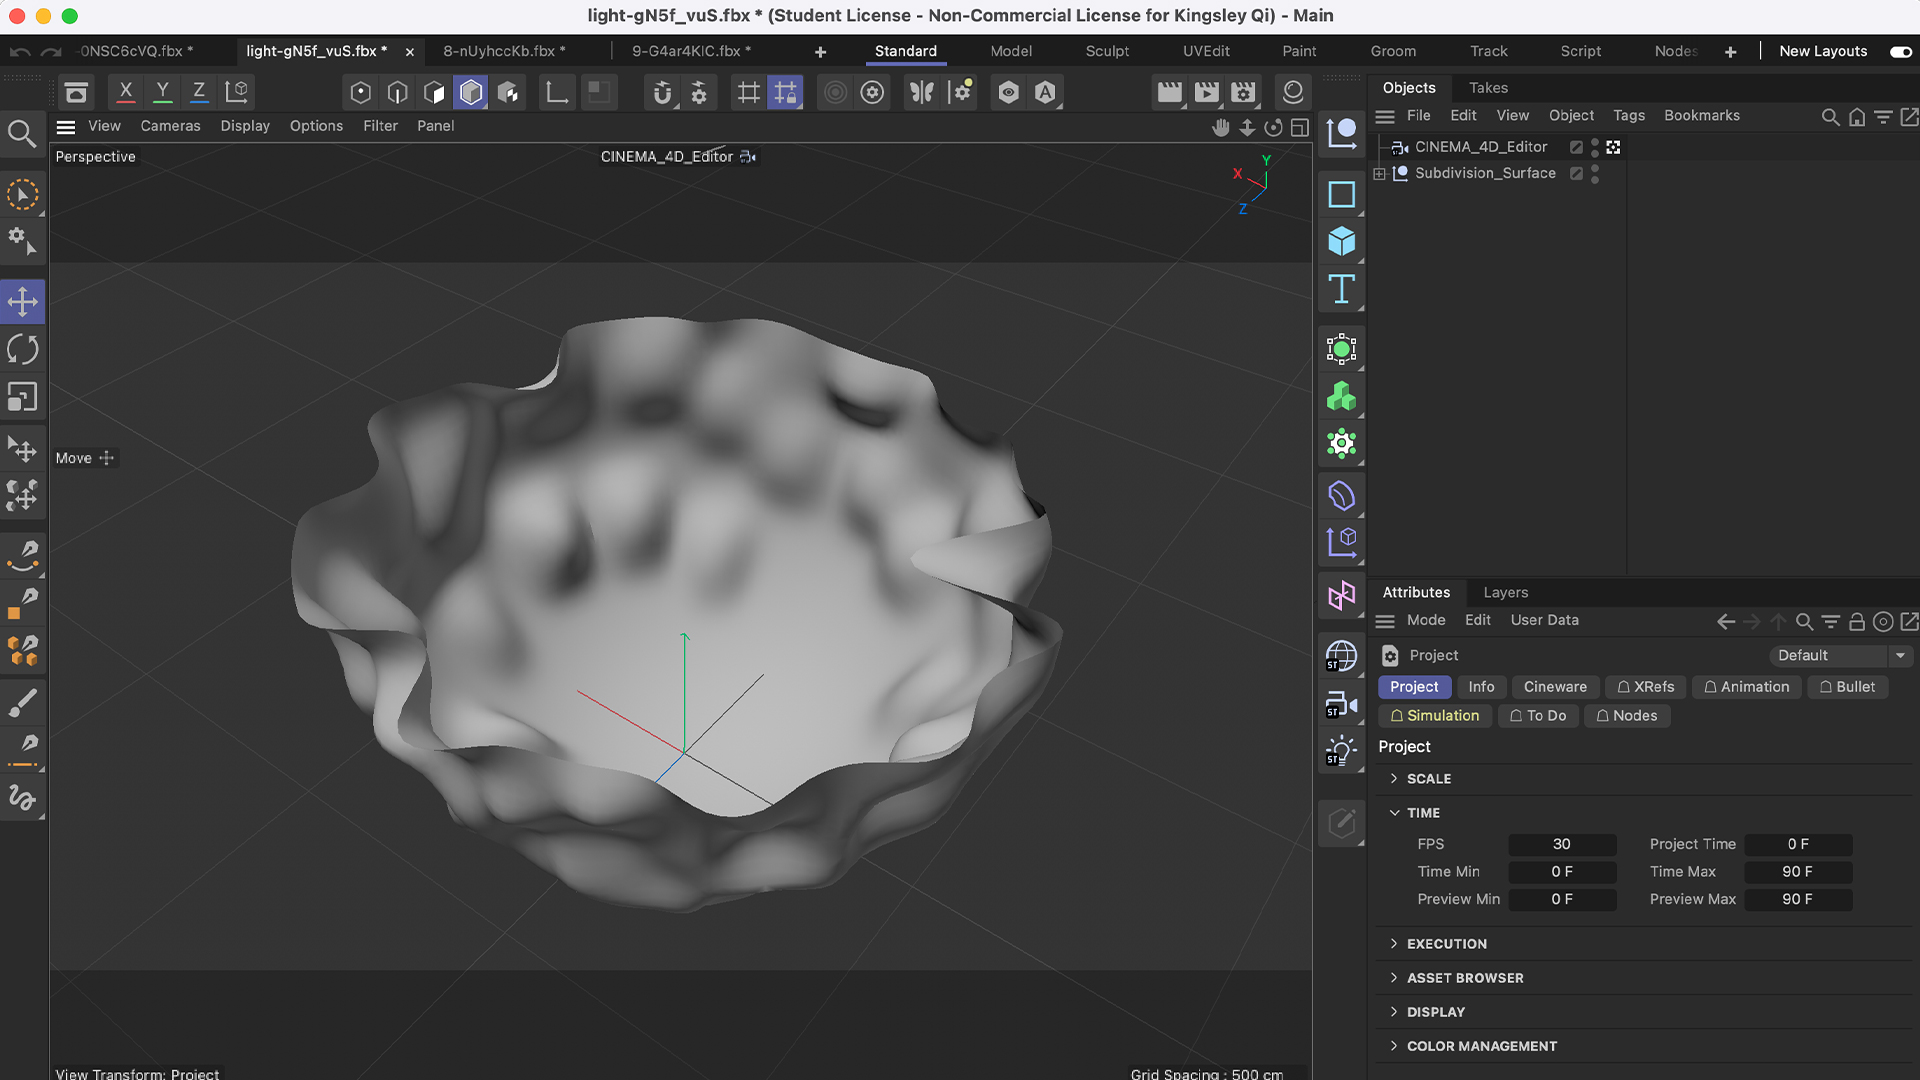 light-gN5f_vuS.fbx * (Student License - Non-Commercial License for Kingsley Qi) - Main
-0NSC6cVQ.fbx * light-gN5f_vuS.fbx * × 8-nUyhccKb.fbx * 9-G4ar4KIC.fbx * + Standard Model Sculpt UVEdit Paint Groom Track Script Nodes + New Layouts
X Y Z
Objects Takes
File Edit View Object Tags Bookmarks
View Cameras Display Options Filter Panel
CINEMA_4D_Editor
Subdivision_Surface
Perspective
CINEMA_4D_Editor
Y
X
Z
Move
ST
ST
ST
Attributes Layers
Mode Edit User Data
Project Default
Project Info Cineware XRefs Animation Bullet
Simulation To Do Nodes
Project
SCALE
TIME
FPS 30 Project Time 0 F
Time Min 0 F Time Max 90 F
Preview Min 0 F Preview Max 90 F
EXECUTION
ASSET BROWSER
DISPLAY
COLOR MANAGEMENT
View Transform: Project
Grid Spacing : 500 cm